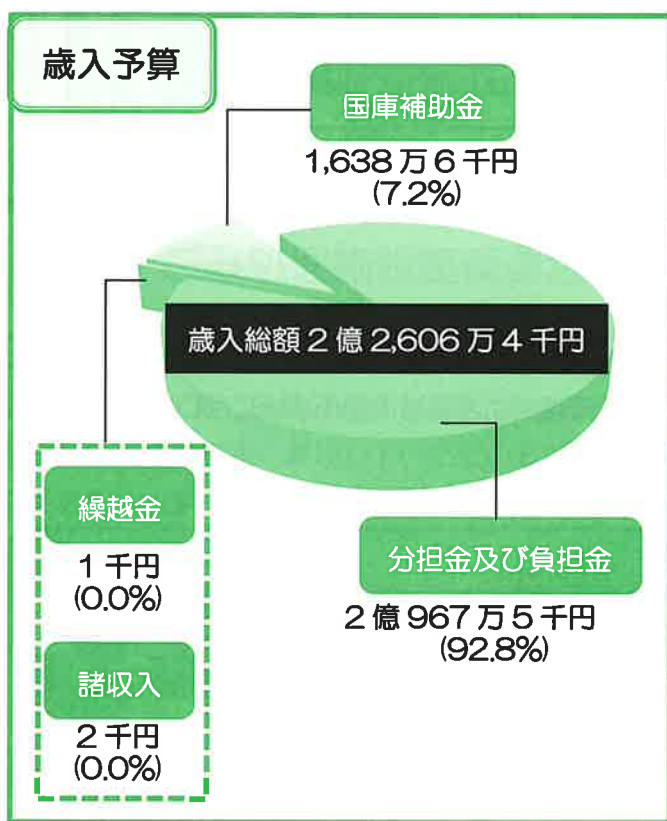 歳入予算
国庫補助金
1,638万6千円
(7.2%)
歳入総額2億2,606万4千円
繰越金
1千円
(0.0%)
諸収入
2千円
(0.0%)
分担金及び負担金
2億967万5千円
(92.8%)